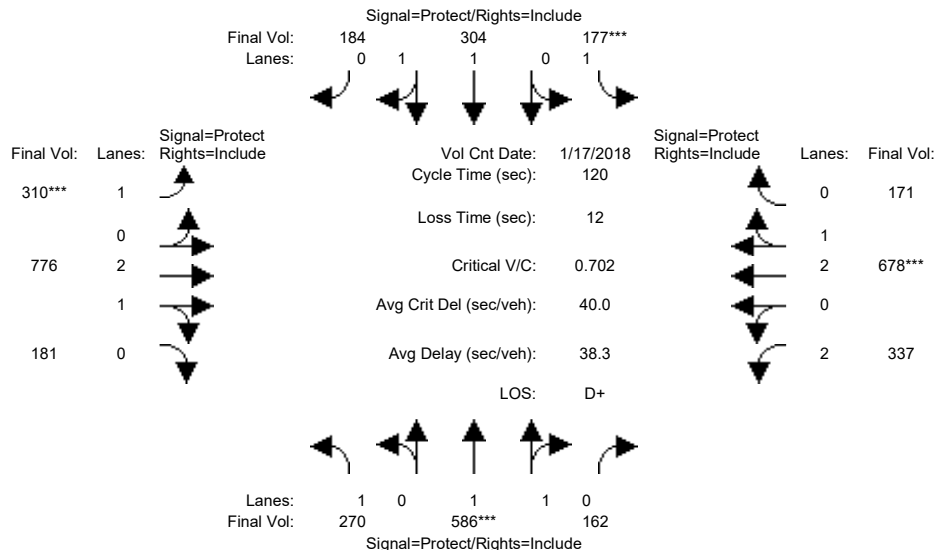 Signal=Protect/Rights=Include
Final Vol: 184 304 177***
Lanes: 0 1 1 0 1
Signal=Protect Signal=Protect
Final Vol: Lanes: Rights=Include Vol Cnt Date: 1/17/2018 Rights=Include Lanes: Final Vol:
Cycle Time (sec): 120
310*** 1 0 171
Loss Time (sec): 12
0 1
776 2 Critical V/C: 0.702 2 678***
1 Avg Crit Del (sec/veh): 40.0 0
181 0 Avg Delay (sec/veh): 38.3 2 337
LOS: D+
Lanes: 1 0 1 1 0
Final Vol: 270 586*** 162
Signal=Protect/Rights=Include